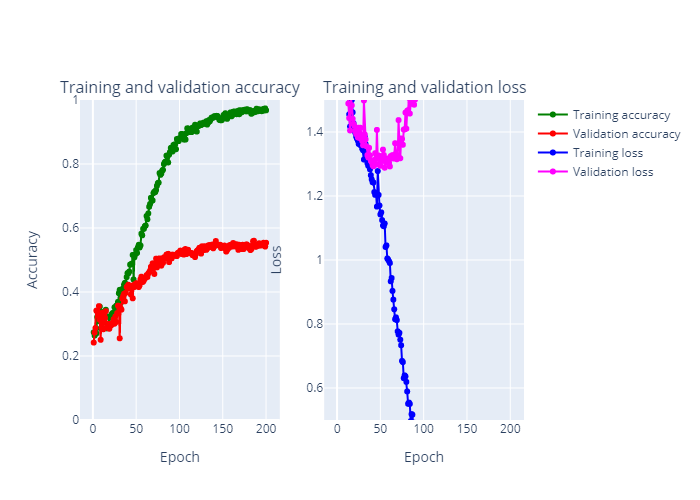 Training and validation accuracy
Training and validation loss
1
0.8
0.6
0.4
0.2
0
0
50
100
150
200
Epoch
Accuracy
1.4
1.2
1
0.8
0.6
0
50
100
150
200
Epoch
Loss
Training accuracy
Validation accuracy
Training loss
Validation loss